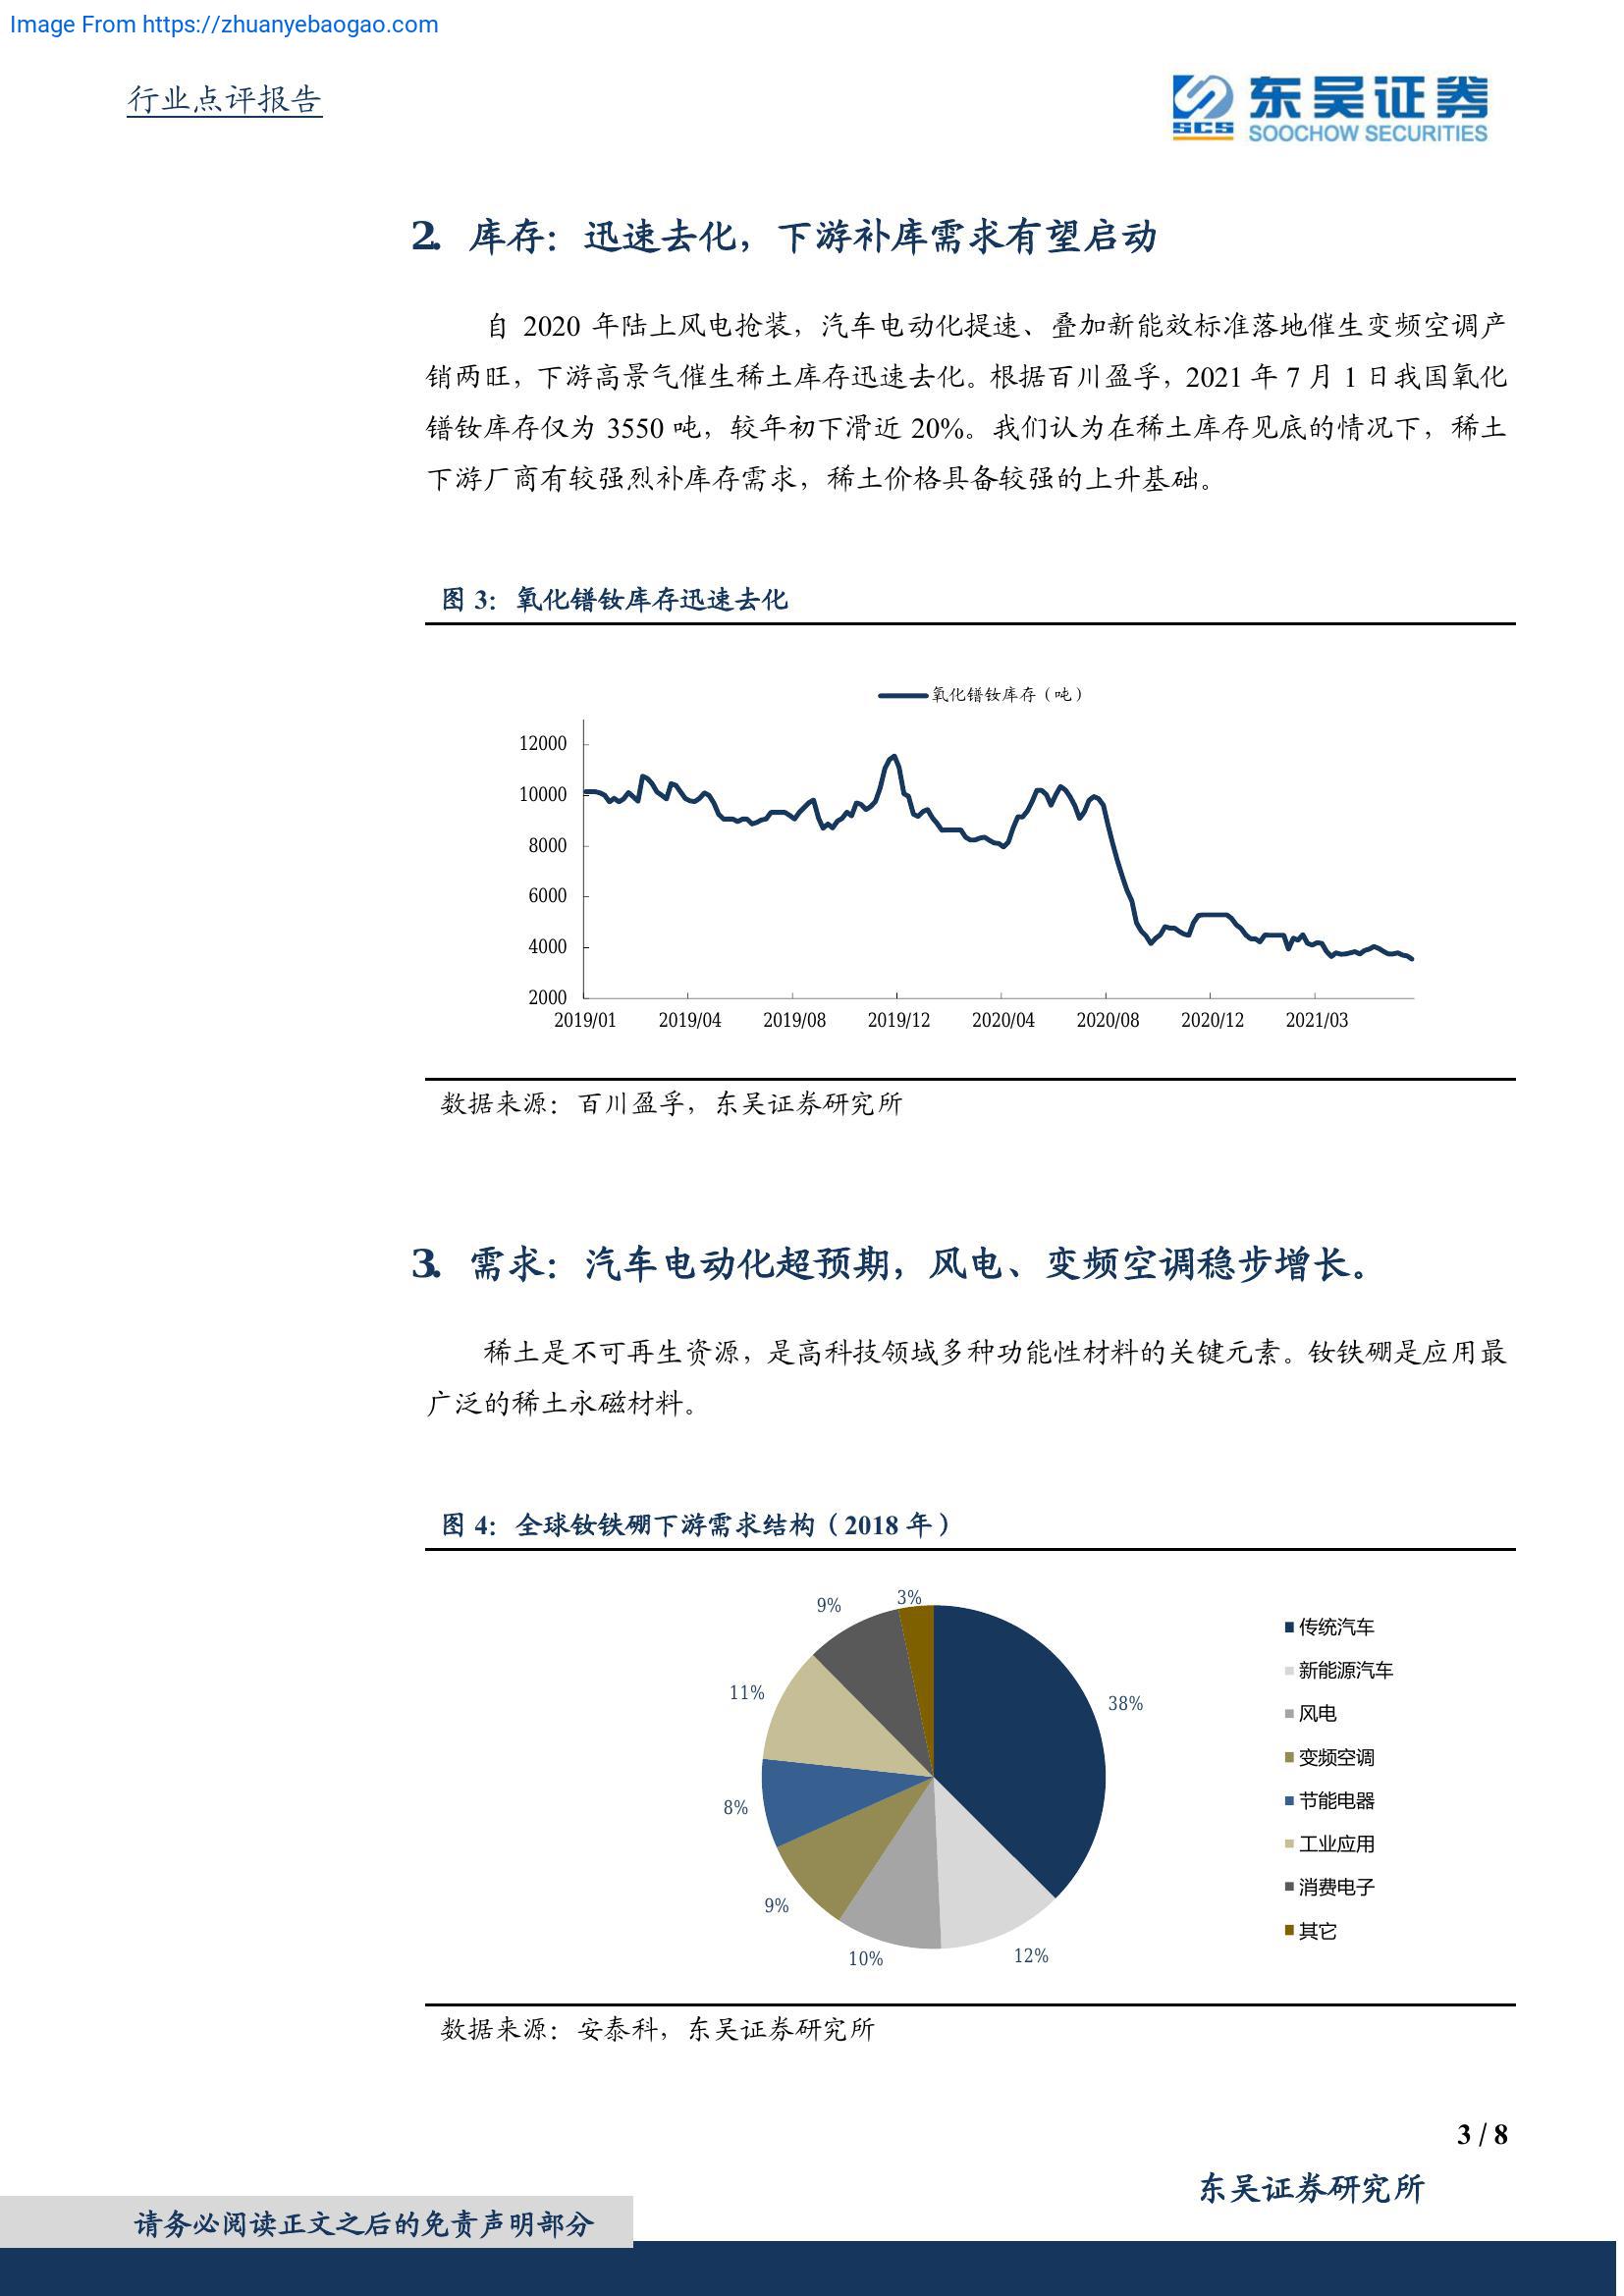 Image From https://zhuanyebaogao.com
行业点评报告
东吴证券
SCS
SOOCHOW SECURITIES
2. 库存：迅速去化，下游补库需求有望启动
自 2020 年陆上风电抢装，汽车电动化提速、叠加新能效标准落地催生变频空调产
销两旺，下游高景气催生稀土库存迅速去化。根据百川盈孚，2021 年 7 月 1 日我国氧化
镨钕库存仅为 3550 吨，较年初下滑近 20%。我们认为在稀土库存见底的情况下，稀土
下游厂商有较强烈补库存需求，稀土价格具备较强的上升基础。
图 3：氧化镨钕库存迅速去化
氧化镨钕库存（吨）
12000
10000
8000
6000
4000
2000
2019/01 2019/04 2019/08 2019/12 2020/04 2020/08 2020/12 2021/03
数据来源：百川盈孚，东吴证券研究所
3. 需求：汽车电动化超预期，风电、变频空调稳步增长。
稀土是不可再生资源，是高科技领域多种功能性材料的关键元素。钕铁硼是应用最
广泛的稀土永磁材料。
图 4：全球钕铁硼下游需求结构（2018 年）
3%
9%
11%
38%
8%
9%
10%
12%
传统汽车
新能源汽车
风电
变频空调
节能电器
工业应用
消费电子
其它
数据来源：安泰科，东吴证券研究所
3 / 8
东吴证券研究所
请务必阅读正文之后的免责声明部分